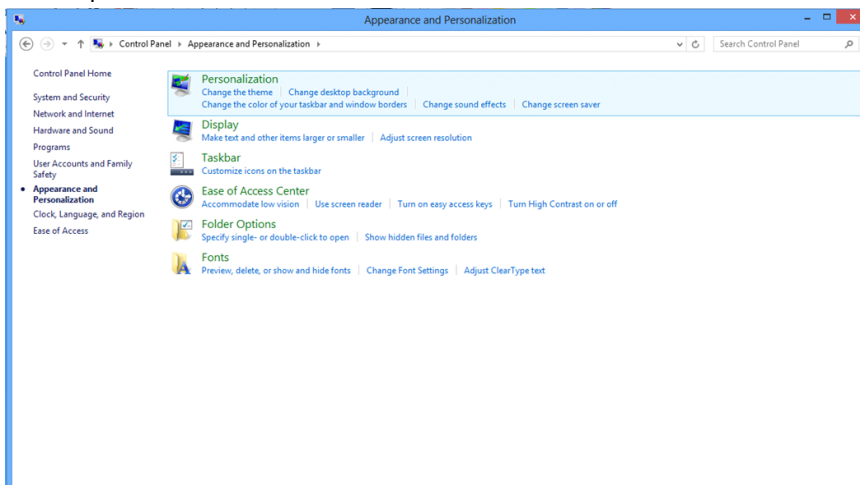 Appearance and Personalization
Control Panel Appearance and Personalization
Search Control Panel
Control Panel Home
System and Security
Network and Internet
Hardware and Sound
Programs
User Accounts and Family
Safety
Appearance and
Personalization
Clock, Language, and Region
Ease of Access
Personalization
Change the theme Change desktop background
Change the color of your taskbar and window borders Change sound effects Change screen saver
Display
Make text and other items larger or smaller Adjust screen resolution
Taskbar
Customize icons on the taskbar
Ease of Access Center
Accommodate low vision Use screen reader Turn on easy access keys Turn High Contrast on or off
Folder Options
Specify single- or double-click to open Show hidden files and folders
Fonts
Preview, delete, or show and hide fonts Change Font Settings Adjust ClearType text